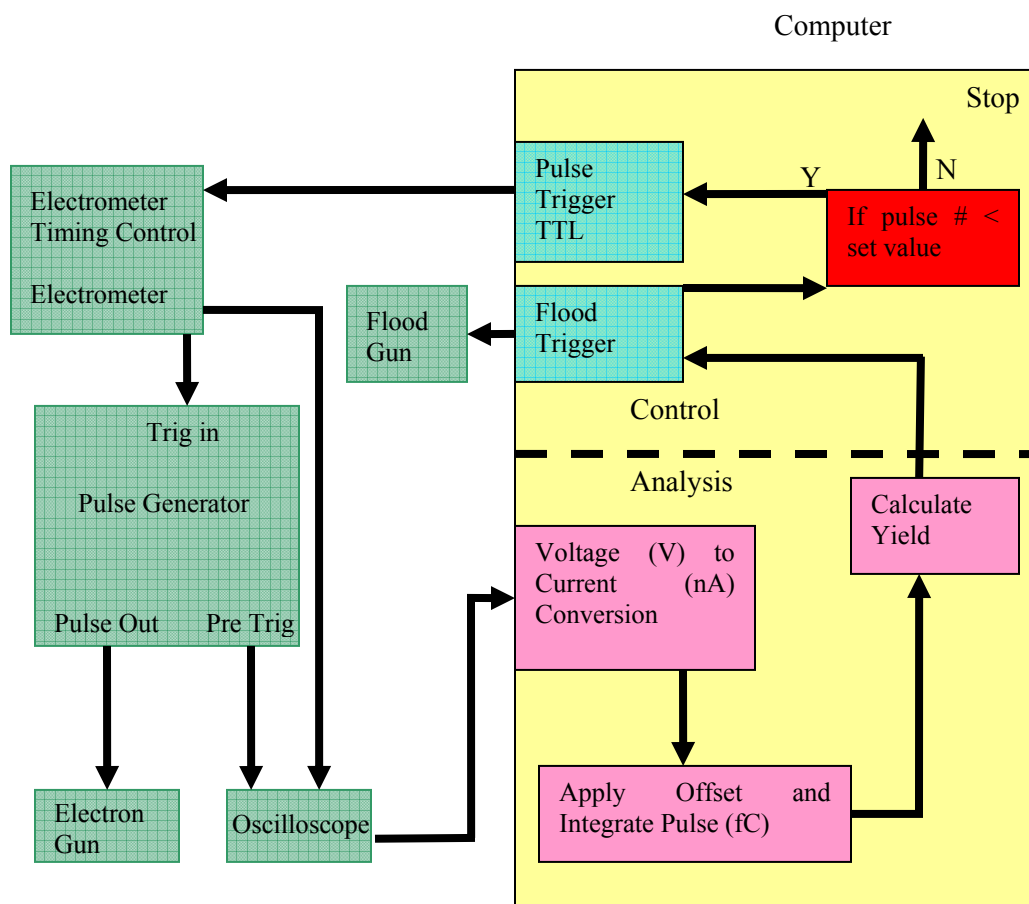 Computer
Stop
Y
N
Pulse
Trigger
TTL
If pulse # <
set value
Electrometer
Timing Control
Electrometer
Flood
Gun
Flood
Trigger
Control
Trig in
Pulse Generator
Pulse Out
Pre Trig
Analysis
Voltage (V) to
Current (nA)
Conversion
Calculate
Yield
Electron
Gun
Oscilloscope
Apply Offset and
Integrate Pulse (fC)